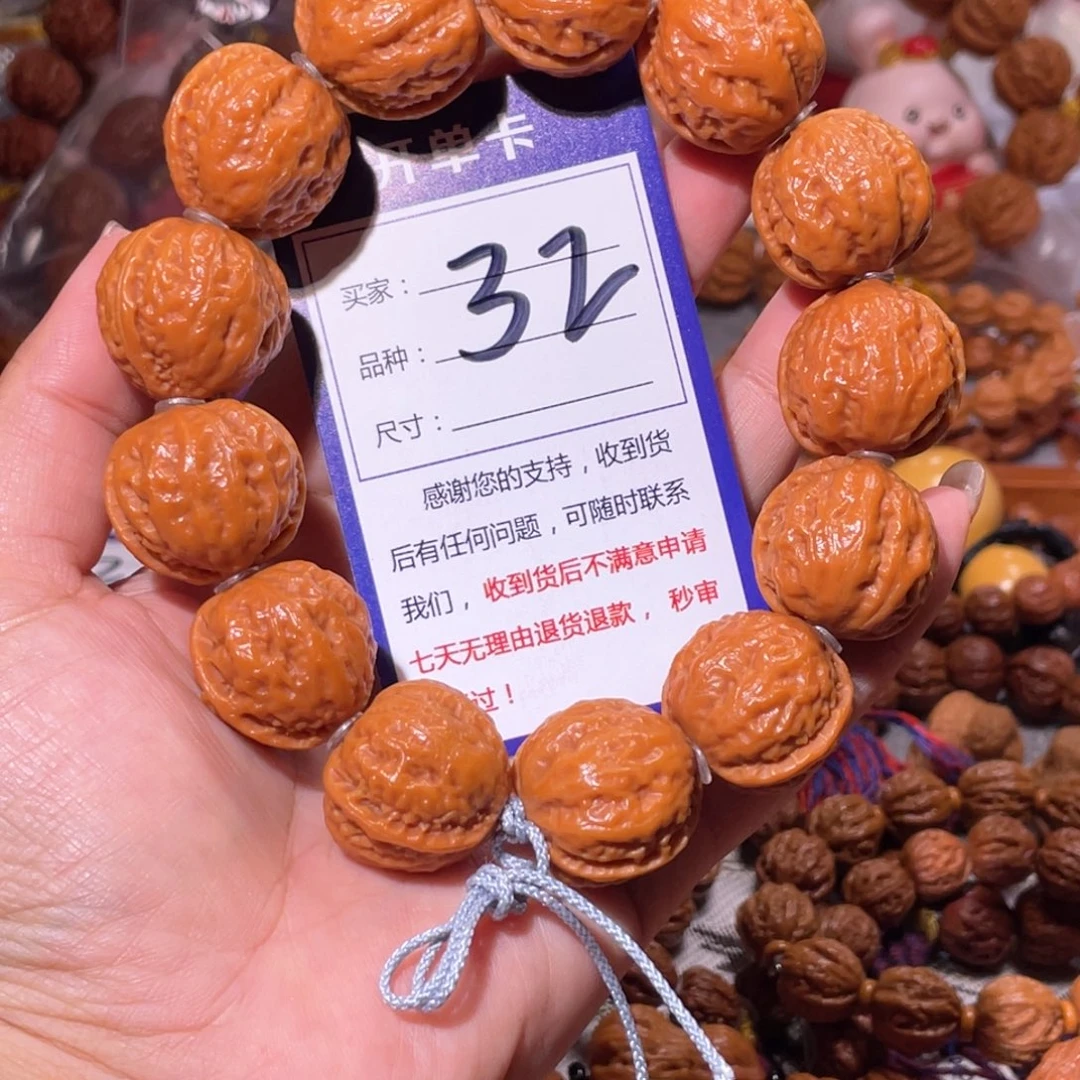 开单卡
32
买家：
品种：
尺寸：
感谢您的支持，收到货
后有任何问题，可随时联系
我们，收到货后不满意申请
七天无理由退货退款，秒审
过！